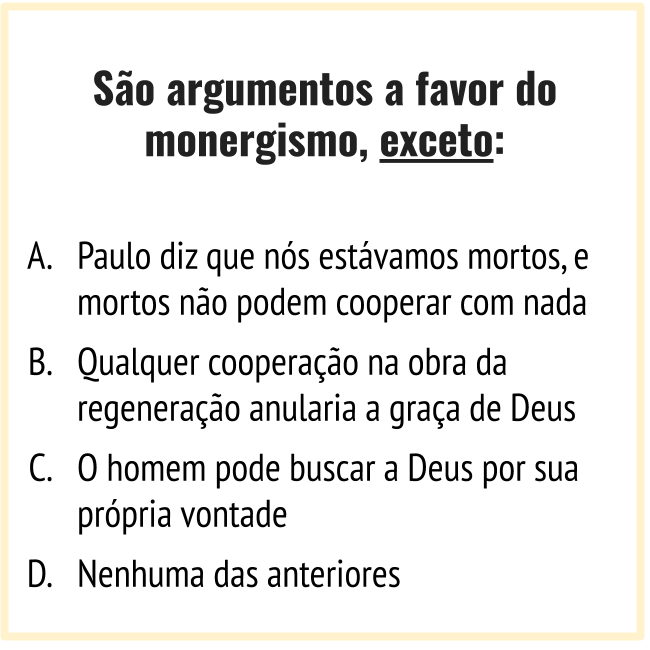 São argumentos a favor do
monergismo, exceto:
A. Paulo diz que nós estávamos mortos, e
mortos não podem cooperar com nada
B. Qualquer cooperação na obra da
regeneração anularia a graça de Deus
C. O homem pode buscar a Deus por sua
própria vontade
D. Nenhuma das anteriores